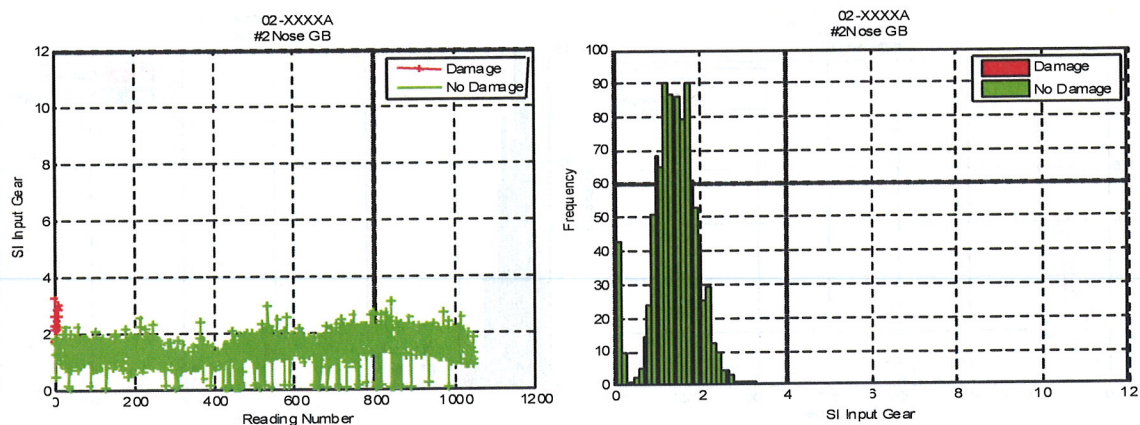 02-XXXXA
#2Nose GB
12
10
8
6
4
2
0
SI Input Gear
0 200 400 600 800 1000 1200
Reading Number
Damage
No Damage
02-XXXXA
#2Nose GB
100
90
80
70
60
50
40
30
20
10
0
Frequency
0 2 4 6 8 10 12
SI Input Gear
Damage
No Damage